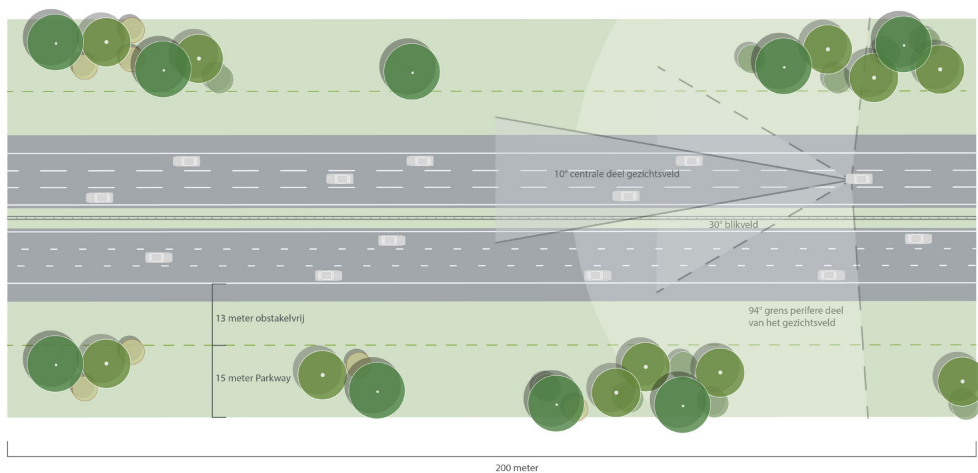 10° centrale deel gezichtsveld
30° blikveld
94° grens perifere deel
van het gezichtsveld
13 meter obstakelvrij
15 meter Parkway
200 meter